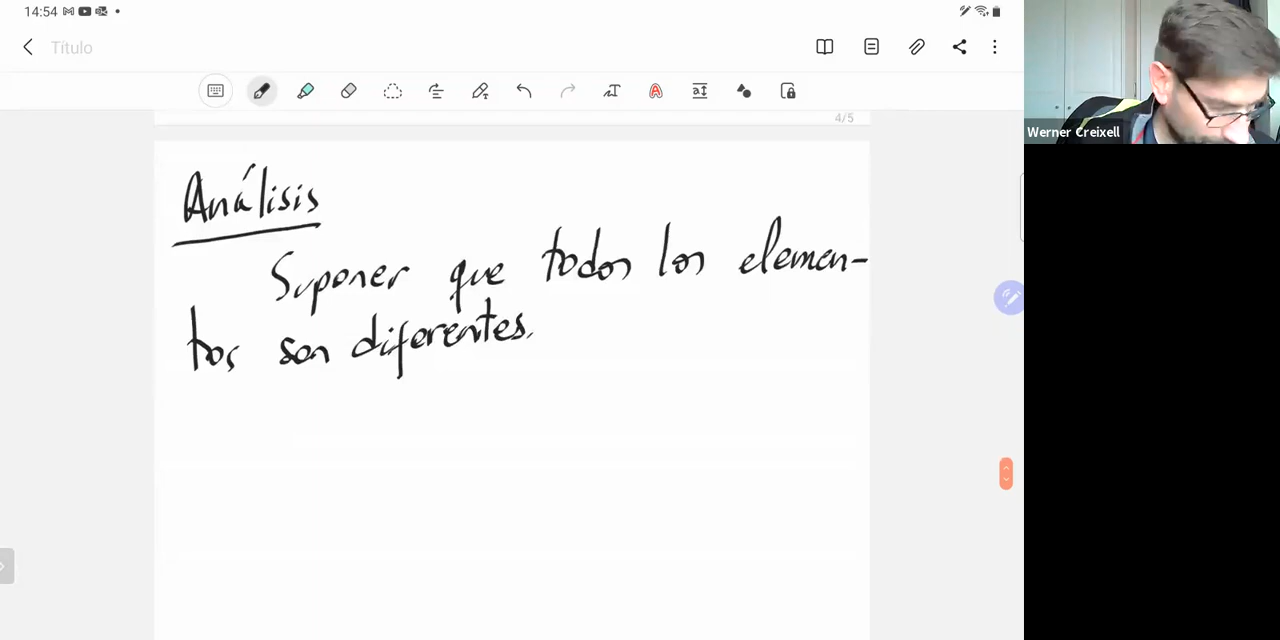 14:54
Título
4/5
Análisis
Suponer que todos los elemen-
tos son diferentes.
Werner Creixell